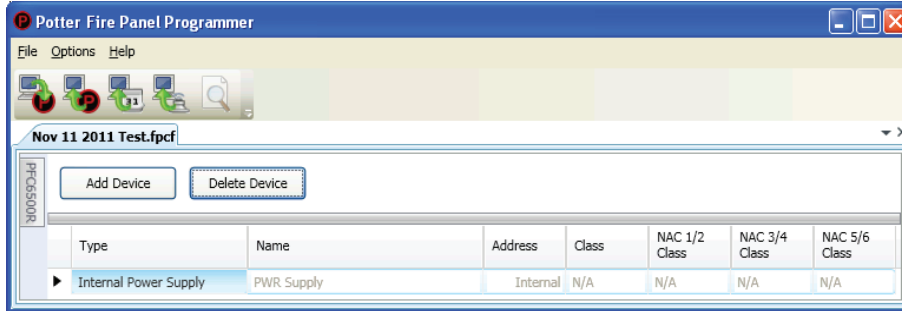 Potter Fire Panel Programmer
File Options Help
31
Nov 11 2011 Test.fpcf
PFC6500R
Add Device Delete Device
Type Name Address Class NAC 1/2 Class NAC 3/4 Class NAC 5/6 Class
Internal Power Supply PWR Supply Internal N/A N/A N/A N/A